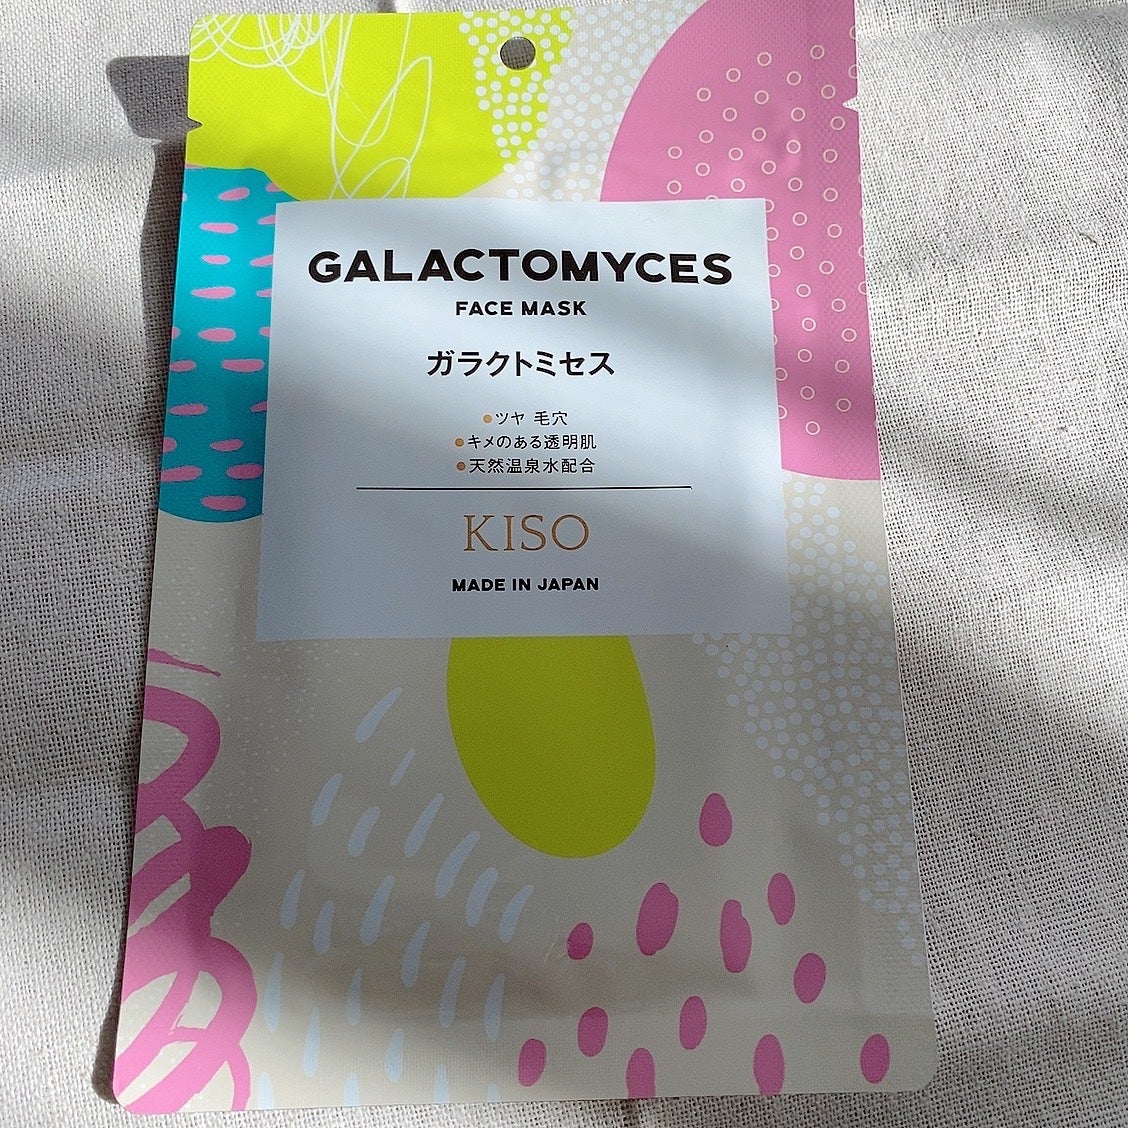 GALACTOMYCES
FACE MASK
ガラクトミセス
●ツヤ 毛穴
●キメのある透明肌
●天然温泉水配合
KISO
MADE IN JAPAN